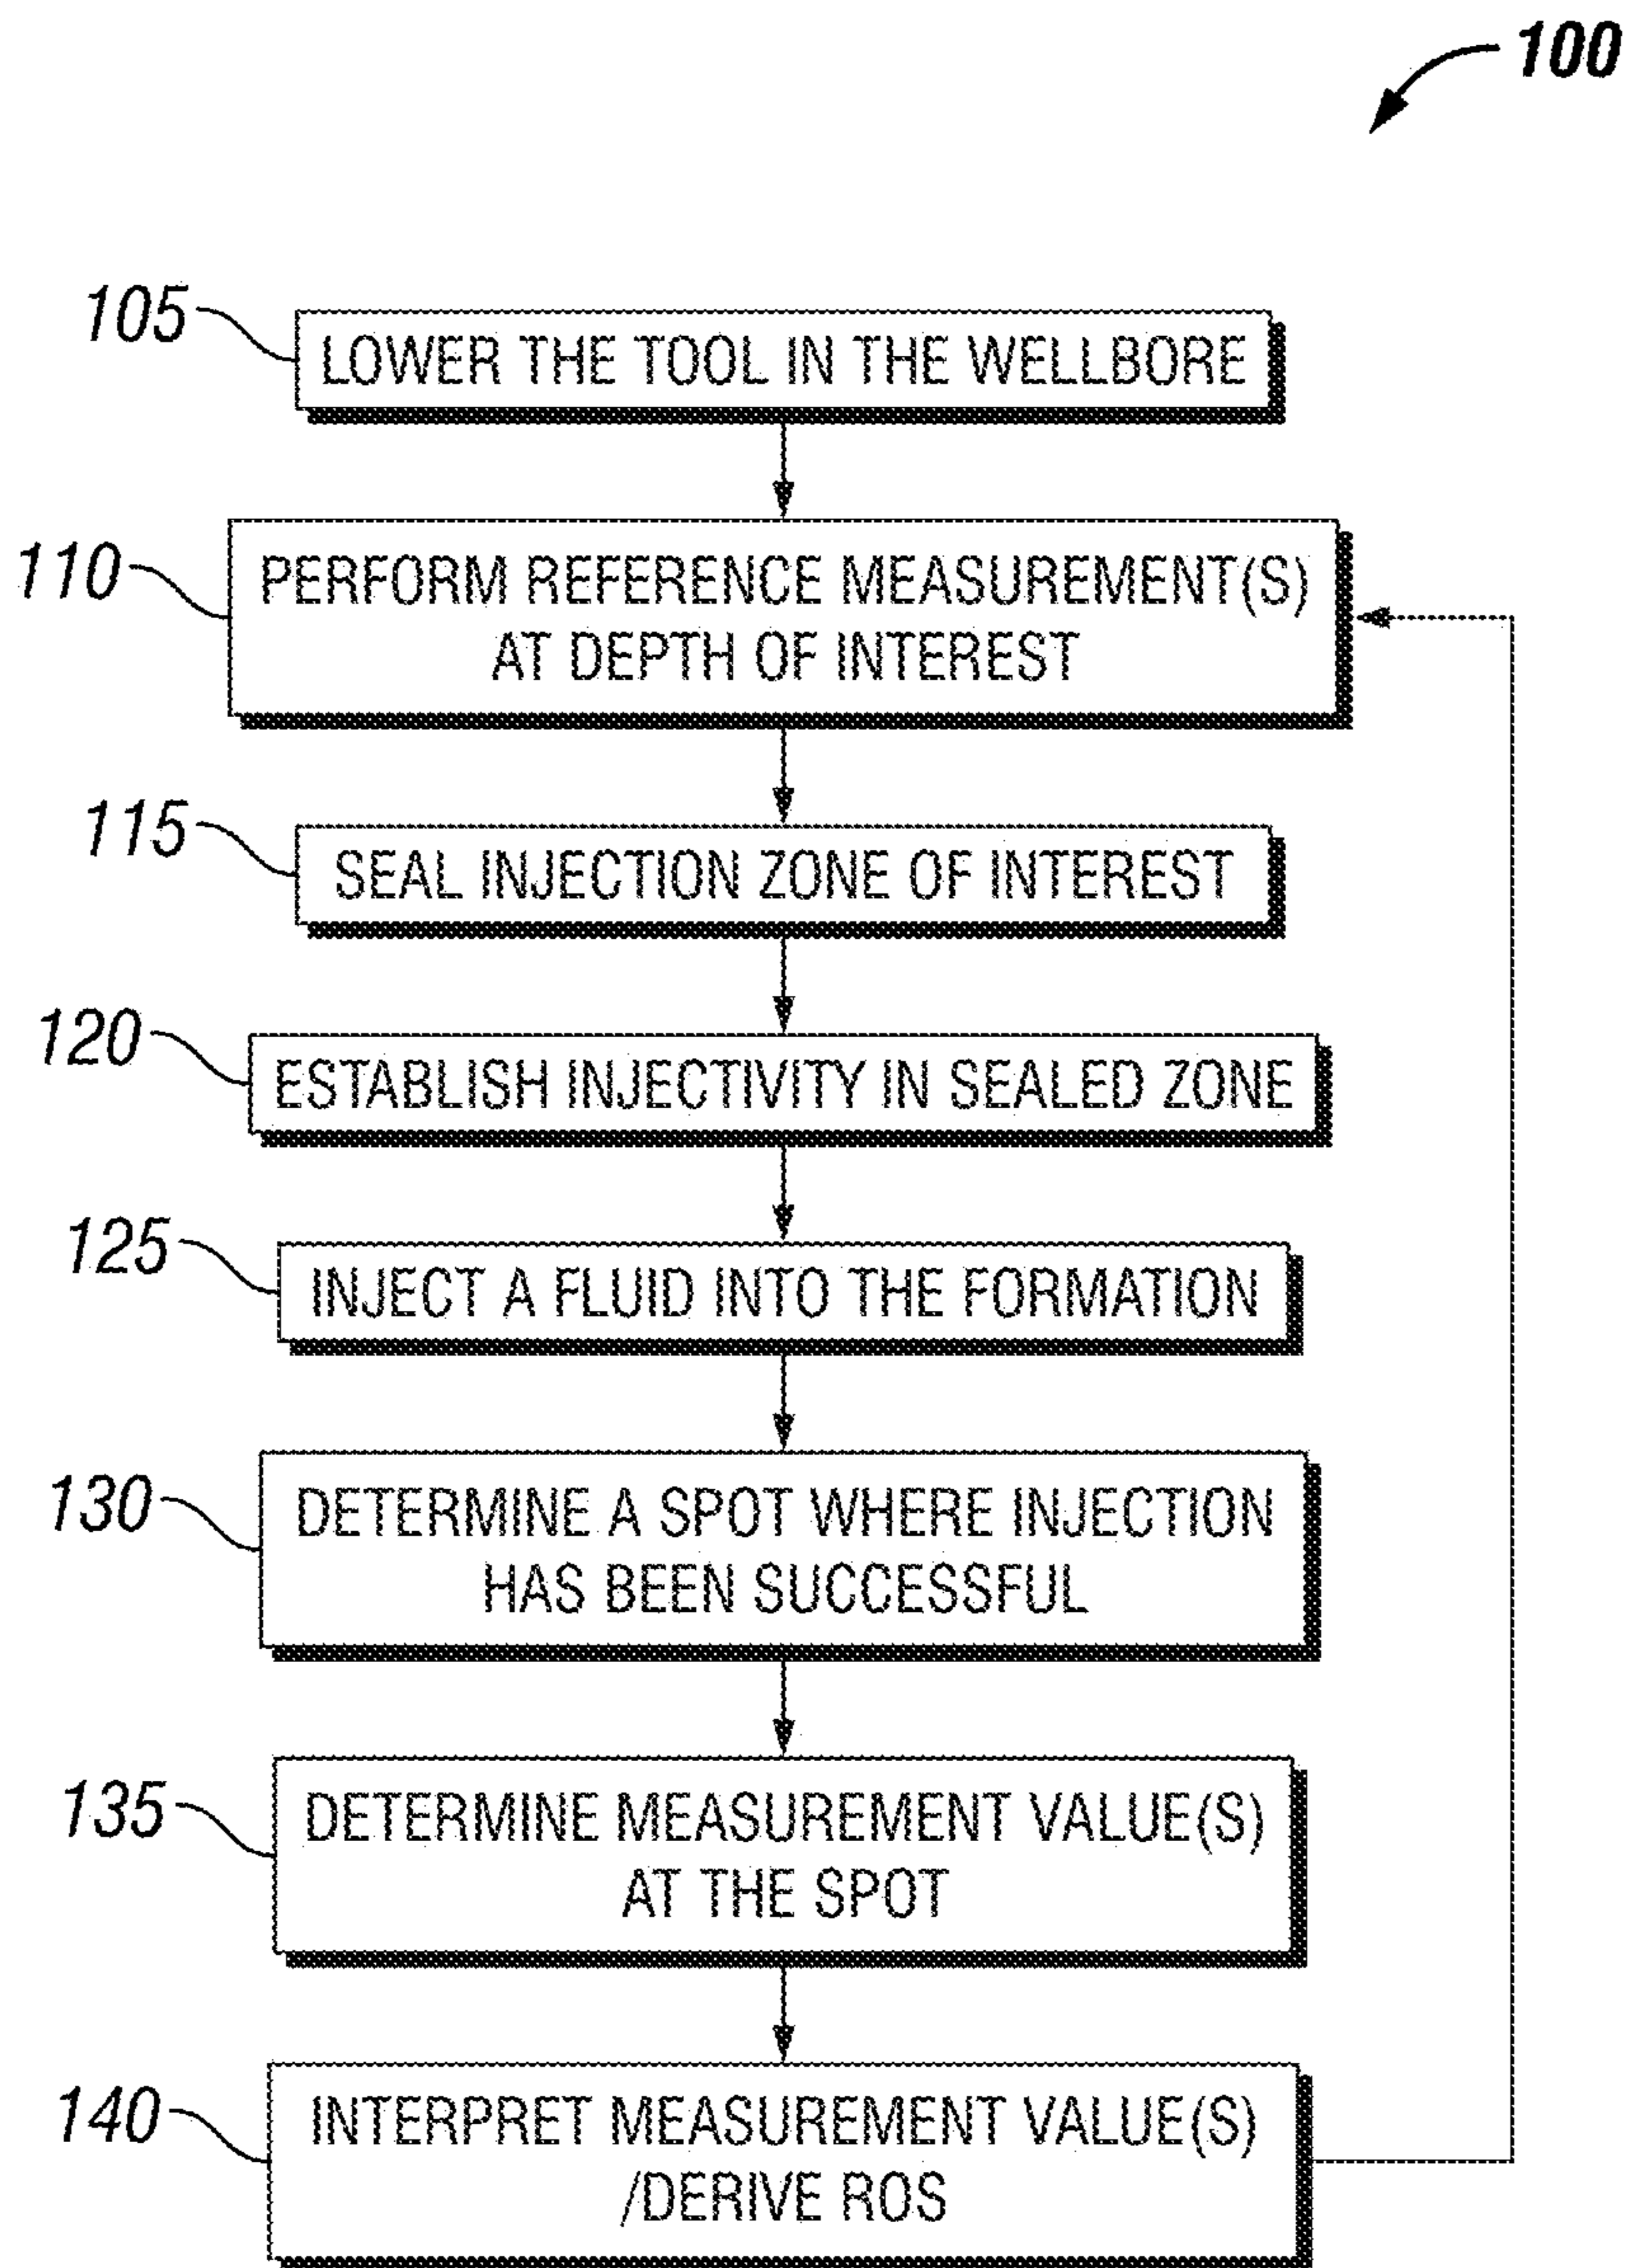 100
105
LOWER THE TOOL IN THE WELLBORE
110
PERFORM REFERENCE MEASUREMENT(S)
AT DEPTH OF INTEREST
115
SEAL INJECTION ZONE OF INTEREST
120
ESTABLISH INJECTIVITY IN SEALED ZONE
125
INJECT A FLUID INTO THE FORMATION
130
DETERMINE A SPOT WHERE INJECTION
HAS BEEN SUCCESSFUL
135
DETERMINE MEASUREMENT VALUE(S)
AT THE SPOT
140
INTERPRET MEASUREMENT VALUE(S)
/DERIVE ROS